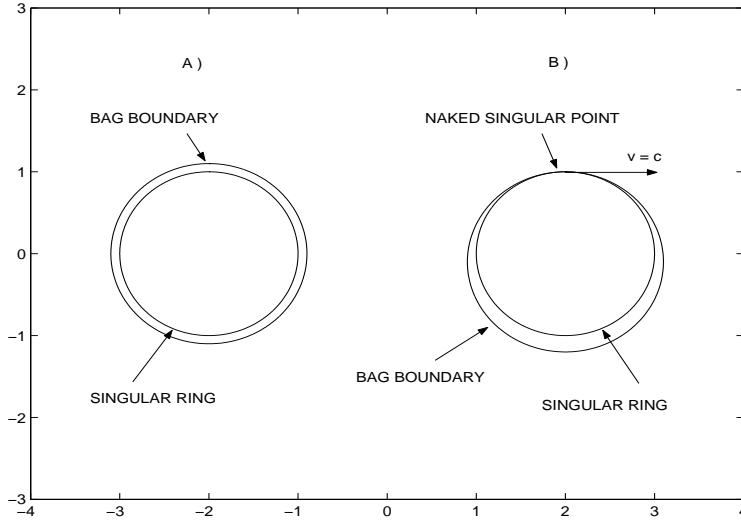 3
2
1
0
−1
−2
−3
−4
−3
−2
−1
0
1
2
3
4
A )
BAG BOUNDARY
SINGULAR RING
B )
NAKED SINGULAR POINT
v = c
BAG BOUNDARY
SINGULAR RING